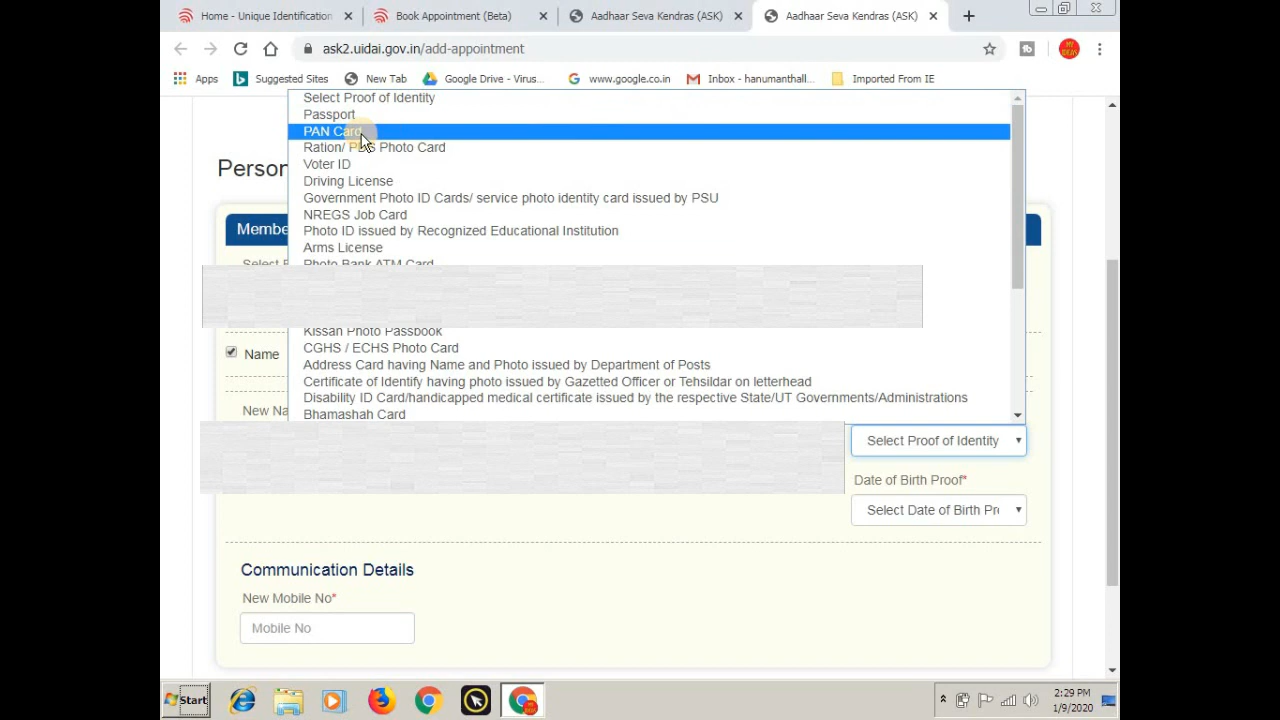 Home - Unique Identification
Book Appointment (Beta)
Aadhaar Seva Kendras (ASK)
Aadhaar Seva Kendras (ASK)
ask2.uidai.gov.in/add-appointment
MY IDEAS
Apps
Suggested Sites
New Tab
Google Drive - Virus...
www.google.co.in
Inbox - hanumanthall...
Imported From IE
Select Proof of Identity
Passport
PAN Card
Ration/ PDS Photo Card
Voter ID
Driving License
Government Photo ID Cards/ service photo identity card issued by PSU
NREGS Job Card
Photo ID issued by Recognized Educational Institution
Arms License
Photo Bank ATM Card
Kissan Photo Passbook
CGHS / ECHS Photo Card
Address Card having Name and Photo issued by Department of Posts
Certificate of Identify having photo issued by Gazetted Officer or Tehsildar on letterhead
Disability ID Card/handicapped medical certificate issued by the respective State/UT Governments/Administrations
Bhamashah Card
Person
Membe
Select
Name
New Na
Select Proof of Identity
Date of Birth Proof*
Select Date of Birth Pr
Communication Details
New Mobile No*
Mobile No
Start
2:29 PM
1/9/2020